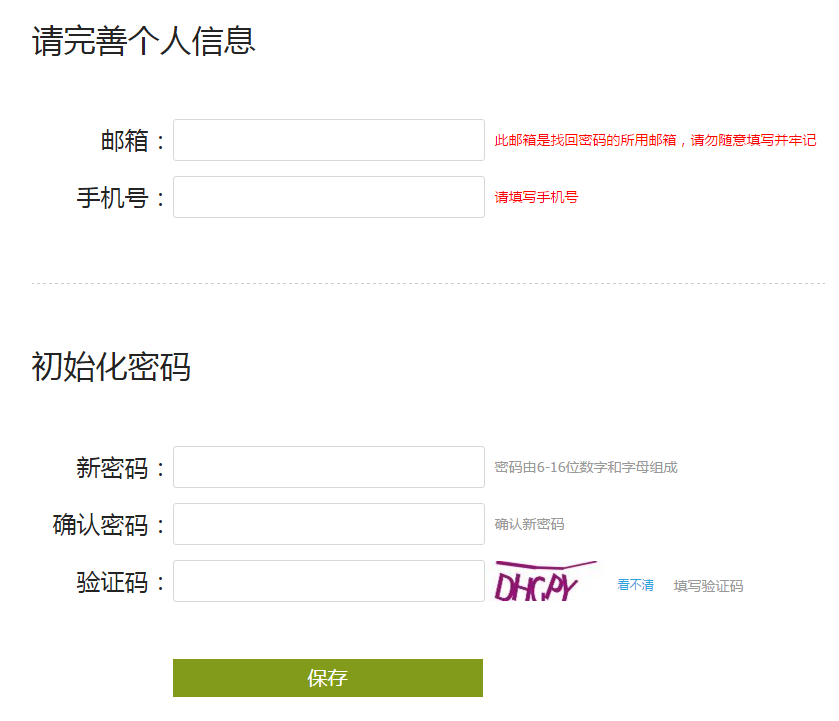 请完善个人信息
邮箱： 此邮箱是找回密码的所用邮箱，请勿随意填写并牢记
手机号： 请填写手机号
初始化密码
新密码： 密码由6-16位数字和字母组成
确认密码： 确认新密码
验证码： DHCPY 看不清 填写验证码
保存